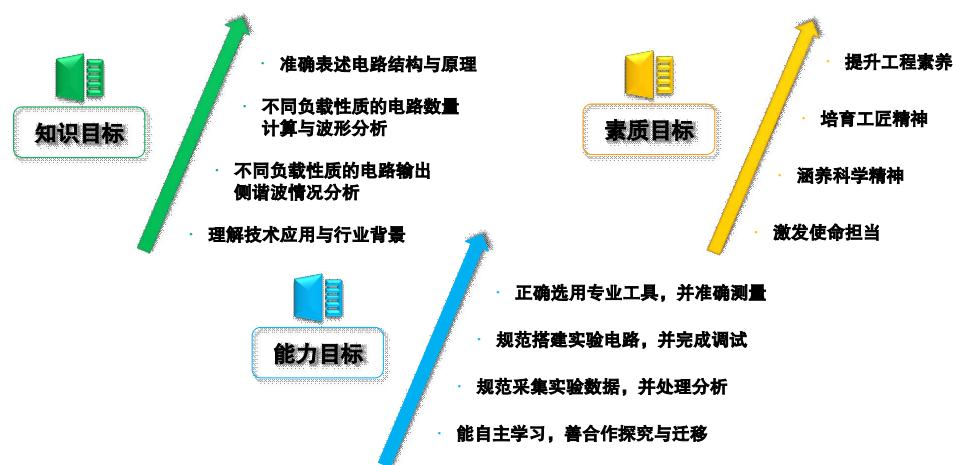 知识目标
准确表述电路结构与原理
不同负载性质的电路数量
计算与波形分析
不同负载性质的电路输出
侧谐波情况分析
理解技术应用与行业背景
素质目标
提升工程素养
培育工匠精神
涵养科学精神
激发使命担当
能力目标
正确选用专业工具，并准确测量
规范搭建实验电路，并完成调试
规范采集实验数据，并处理分析
能自主学习，善合作探究与迁移